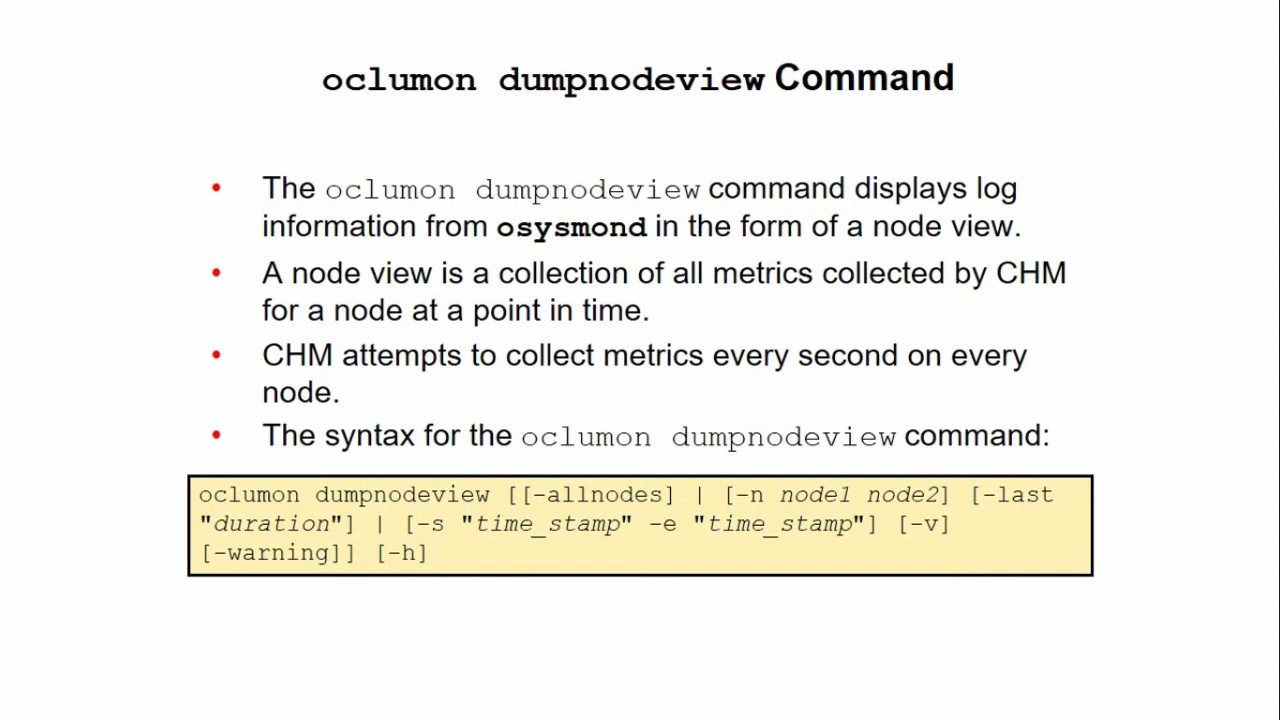 oclumon dumpnodeview Command
• The oclumon dumpnodeview command displays log
information from osysmond in the form of a node view.
• A node view is a collection of all metrics collected by CHM
for a node at a point in time.
• CHM attempts to collect metrics every second on every
node.
• The syntax for the oclumon dumpnodeview command:
oclumon dumpnodeview [[-allnodes] | [-n node1 node2] [-last
"duration"] | [-s "time_stamp" -e "time_stamp"] [-v]
[-warning]] [-h]